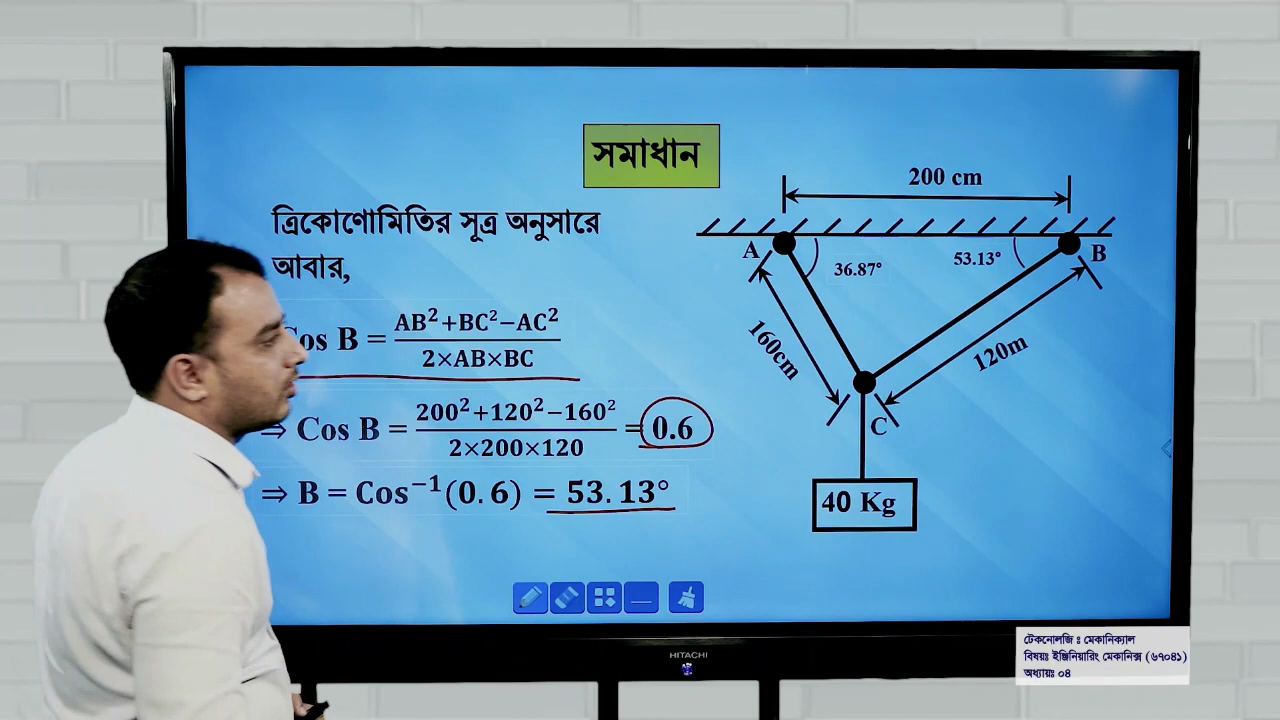 সমাধান
ত্রিকোণোমিতির সূত্র অনুসারে
আবার,
Cos B = AB²+BC²−AC² / 2×AB×BC
⇒ Cos B = 200²+120²−160² / 2×200×120 = 0.6
⇒ B = Cos⁻¹(0.6) = 53.13°
200 cm
A
36.87°
53.13°
B
160cm
120m
C
40 Kg
HITACHI
টেকনোলজি ঃ মেকানিক্যাল
বিষয়ঃ ইঞ্জিনিয়ারিং মেকানিক্স (৬৭০৪১)
অধ্যায়ঃ ০৪